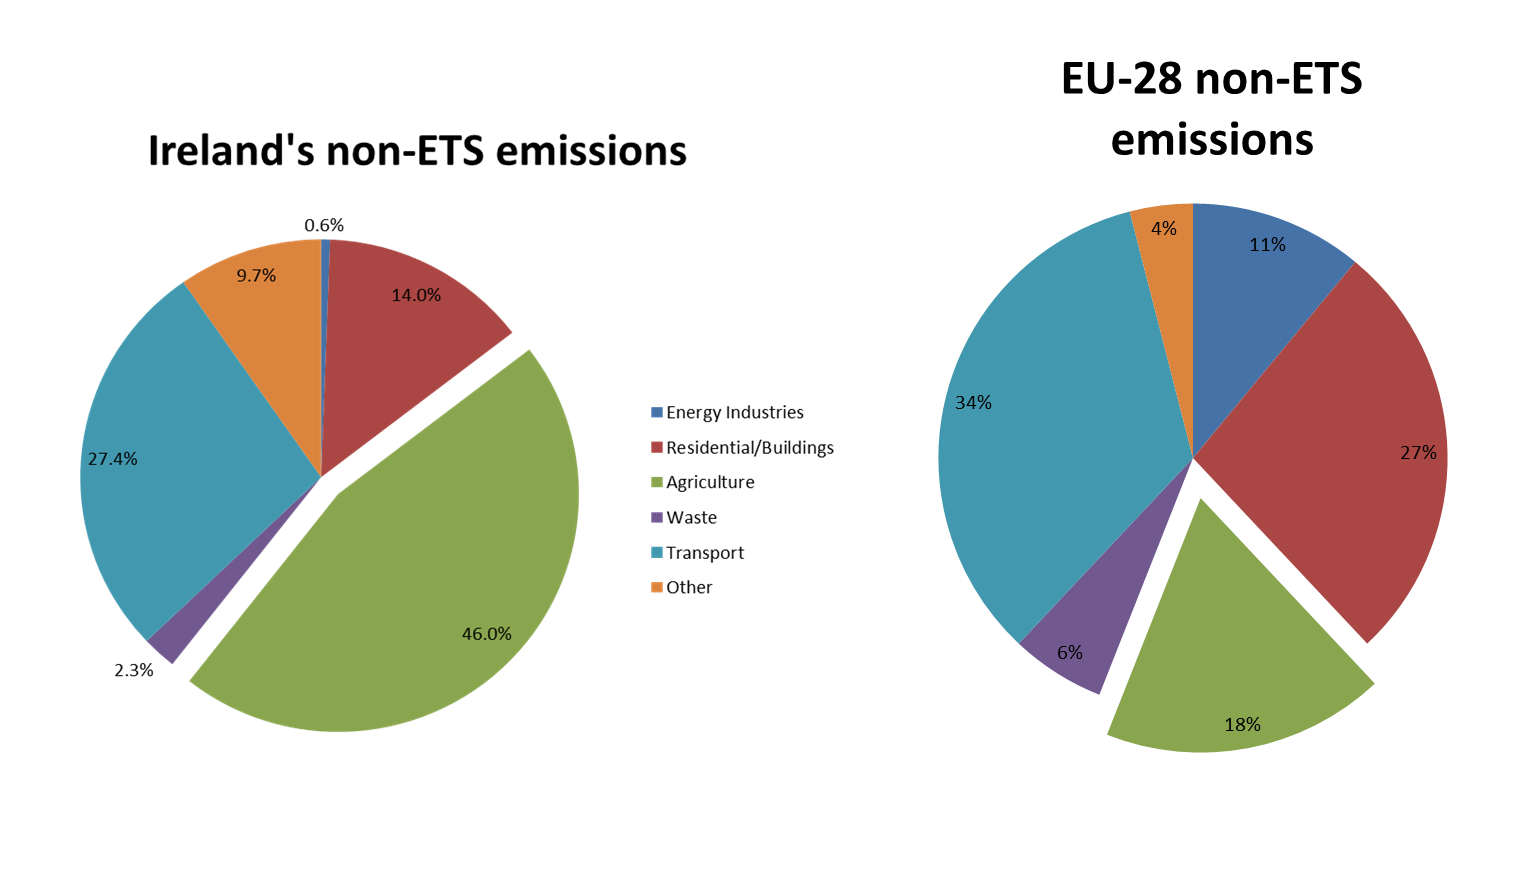 Ireland's non-ETS emissions
0.6%
9.7%
14.0%
27.4%
46.0%
2.3%
Energy Industries
Residential/Buildings
Agriculture
Waste
Transport
Other
EU-28 non-ETS
emissions
4%
11%
34%
27%
6%
18%